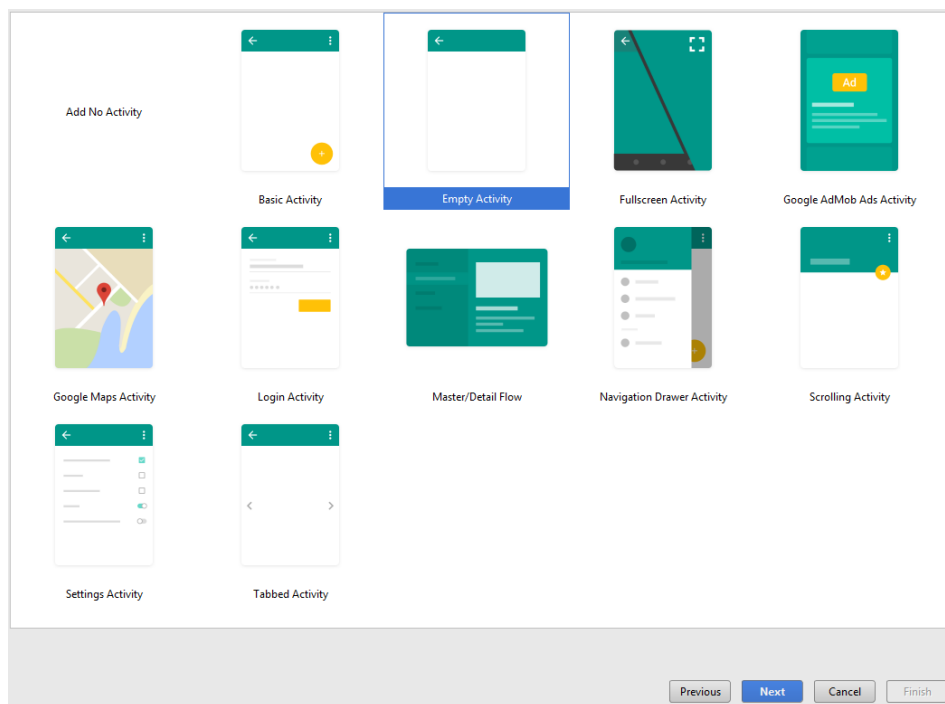 Ad
Add No Activity
Basic Activity
Empty Activity
Fullscreen Activity
Google AdMob Ads Activity
Google Maps Activity
Login Activity
Master/Detail Flow
Navigation Drawer Activity
Scrolling Activity
Settings Activity
Tabbed Activity
Previous
Next
Cancel
Finish